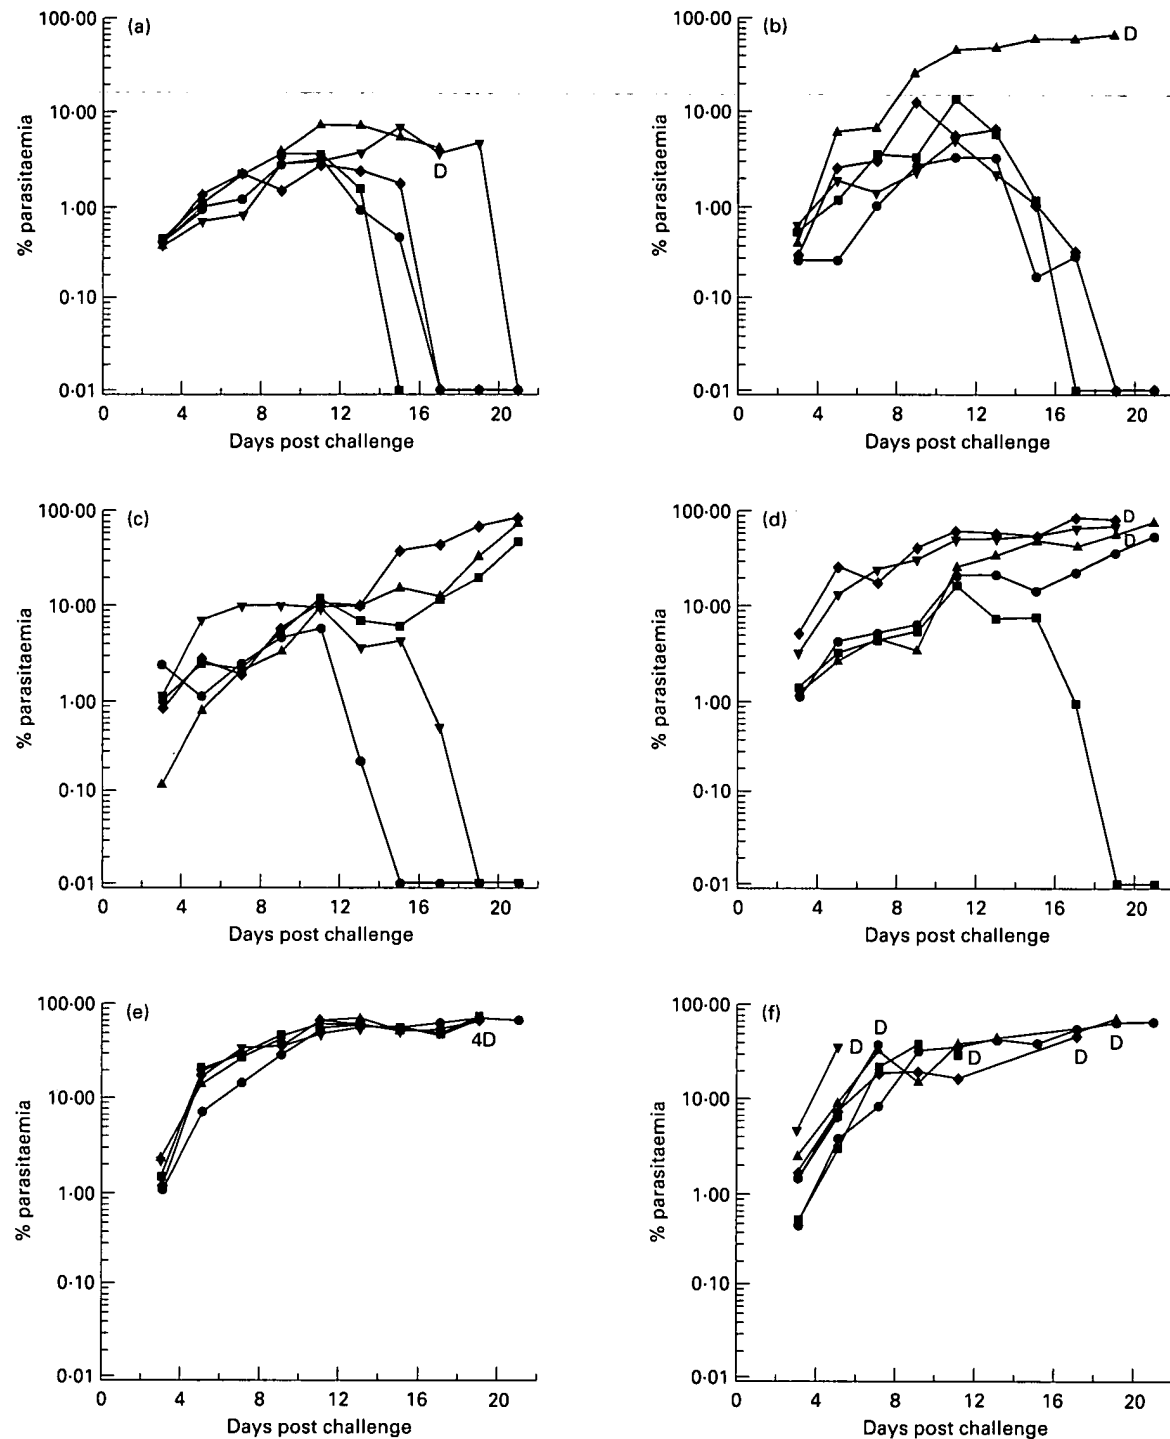 (a)
100·00
10·00
1·00
0·10
0·01
% parasitaemia
D
0 4 8 12 16 20
Days post challenge
(b)
100·00
10·00
1·00
0·10
0·01
% parasitaemia
D
0 4 8 12 16 20
Days post challenge
(c)
100·00
10·00
1·00
0·10
0·01
% parasitaemia
0 4 8 12 16 20
Days post challenge
(d)
100·00
10·00
1·00
0·10
0·01
% parasitaemia
D
D
0 4 8 12 16 20
Days post challenge
(e)
100·00
10·00
1·00
0·10
0·01
% parasitaemia
4D
0 4 8 12 16 20
Days post challenge
(f)
100·00
10·00
1·00
0·10
0·01
% parasitaemia
D
D
D
D
D
0 4 8 12 16 20
Days post challenge